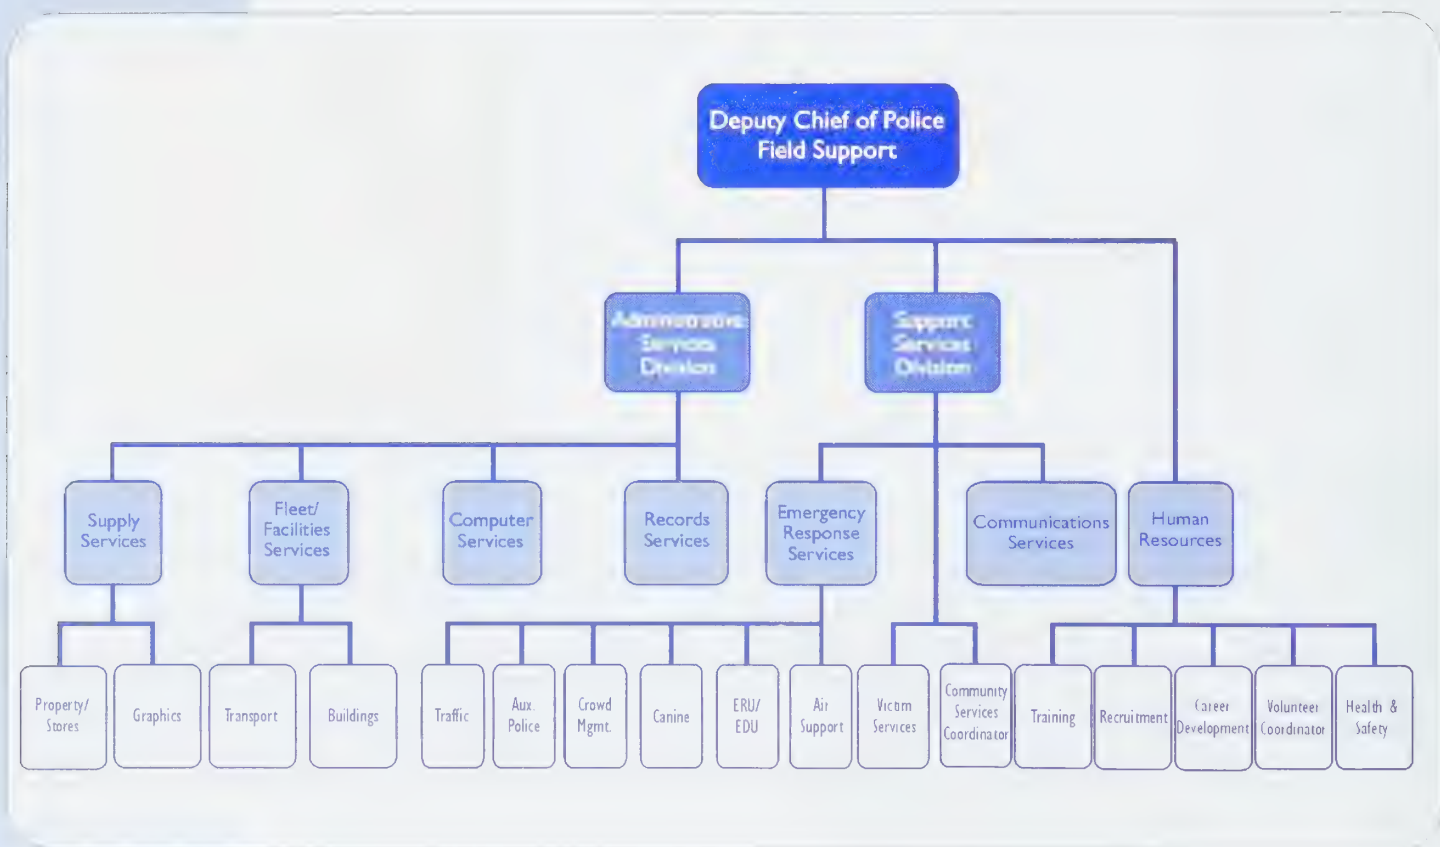 Deputy Chief of Police
Field Support
Administrative
Services
Division
Support
Services
Division
Supply
Services
Fleet/
Facilities
Services
Computer
Services
Records
Services
Emergency
Response
Services
Communications
Services
Human
Resources
Property/
Stores
Graphics
Transport
Buildings
Traffic
Aux.
Police
Crowd
Mgmt.
Canine
ERU/
EDU
Air
Support
Victim
Services
Community
Services
Coordinator
Training
Recruitment
Career
Development
Volunteer
Coordinator
Health &
Safety